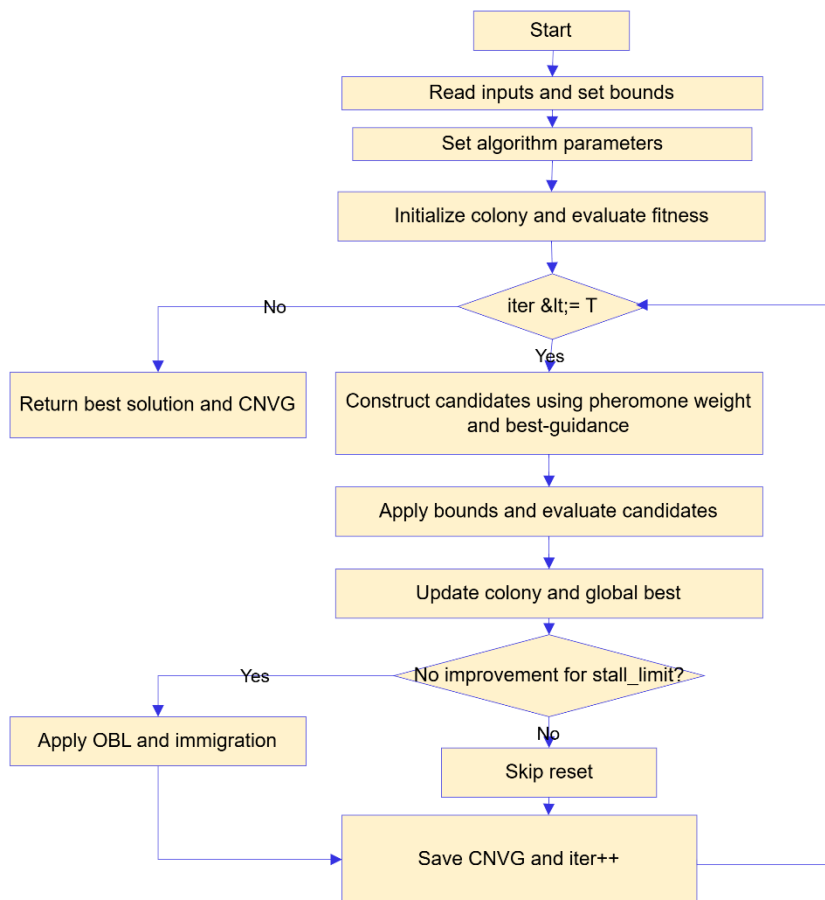 Start
Read inputs and set bounds
Set algorithm parameters
Initialize colony and evaluate fitness
iter &lt;= T
No
Yes
Return best solution and CNVG
Construct candidates using pheromone weight
and best-guidance
Apply bounds and evaluate candidates
Update colony and global best
No improvement for stall_limit?
Yes
No
Apply OBL and immigration
Skip reset
Save CNVG and iter++